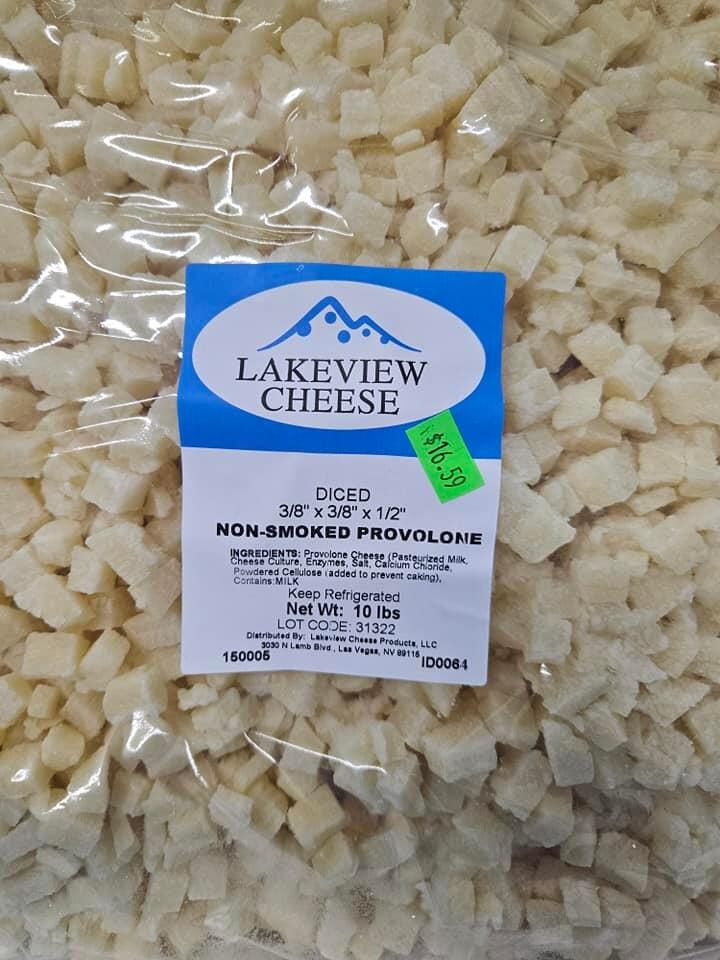 LAKEVIEW
CHEESE
$16.59
DICED
3/8" x 3/8" x 1/2"
NON-SMOKED PROVOLONE
INGREDIENTS: Provolone Cheese (Pasteurized Milk,
Cheese Culture, Enzymes, Salt, Calcium Chloride,
Powdered Cellulose (added to prevent caking),
Contains:MILK
Keep Refrigerated
Net Wt: 10 lbs
LOT CODE: 31322
Distributed By: Lakeview Cheese Products, LLC
3030 N Lamb Blvd., Las Vegas, NV 89115
150005 ID0064